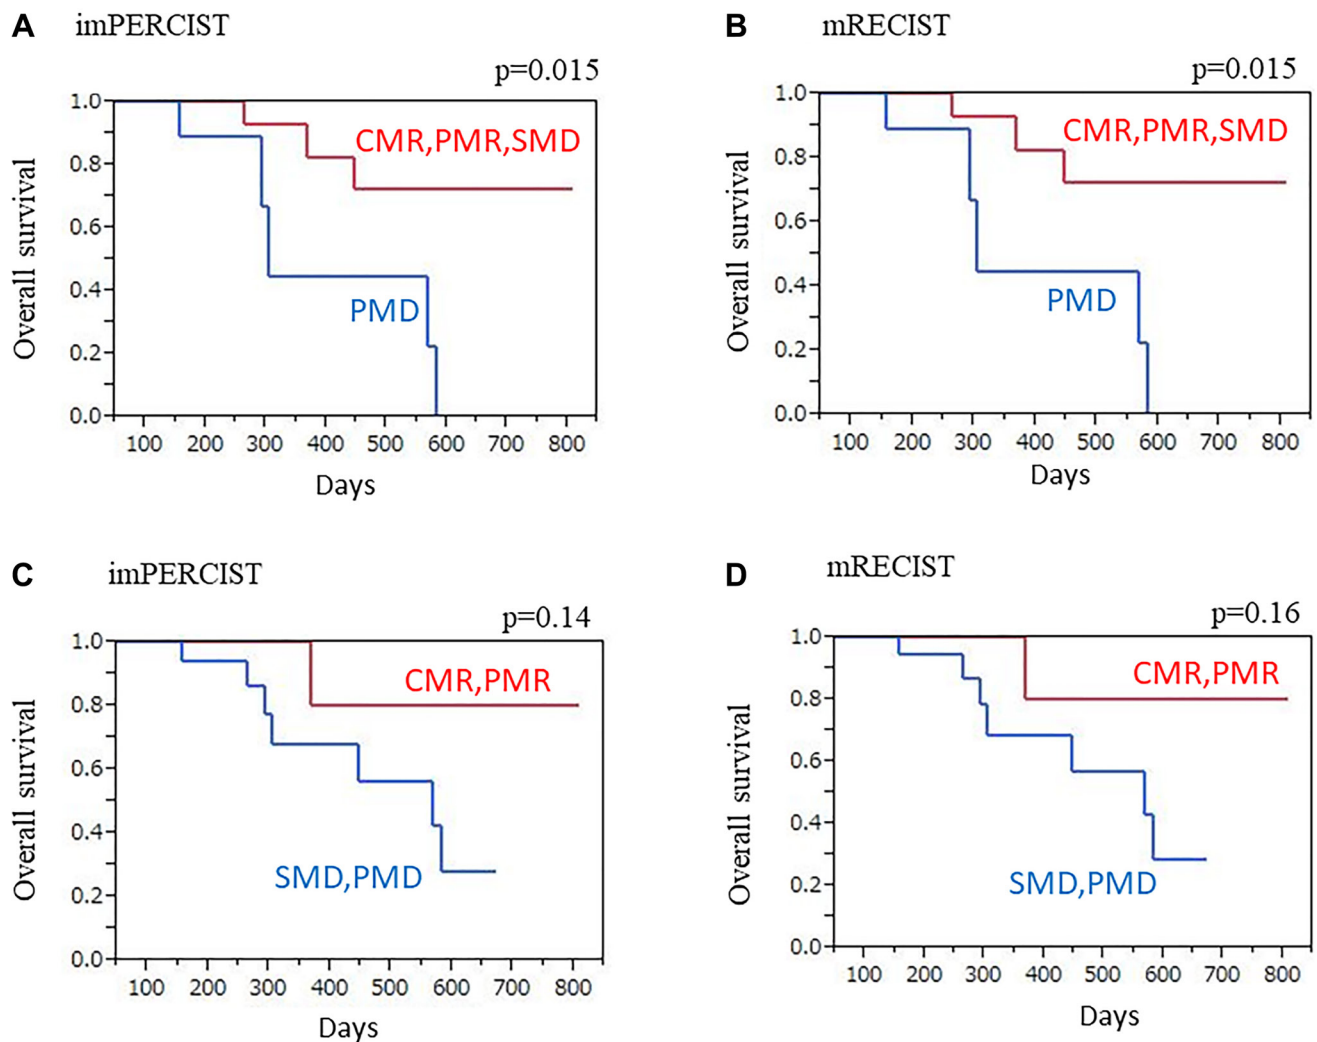 A imPERCIST
p=0.015
1.0
0.8
0.6
0.4
0.2
0.0
Overall survival
CMR,PMR,SMD
PMD
100 200 300 400 500 600 700 800
Days
B mRECIST
p=0.015
1.0
0.8
0.6
0.4
0.2
0.0
Overall survival
CMR,PMR,SMD
PMD
100 200 300 400 500 600 700 800
Days
C imPERCIST
p=0.14
1.0
0.8
0.6
0.4
0.2
0.0
Overall survival
CMR,PMR
SMD,PMD
100 200 300 400 500 600 700 800
Days
D mRECIST
p=0.16
1.0
0.8
0.6
0.4
0.2
0.0
Overall survival
CMR,PMR
SMD,PMD
100 200 300 400 500 600 700 800
Days